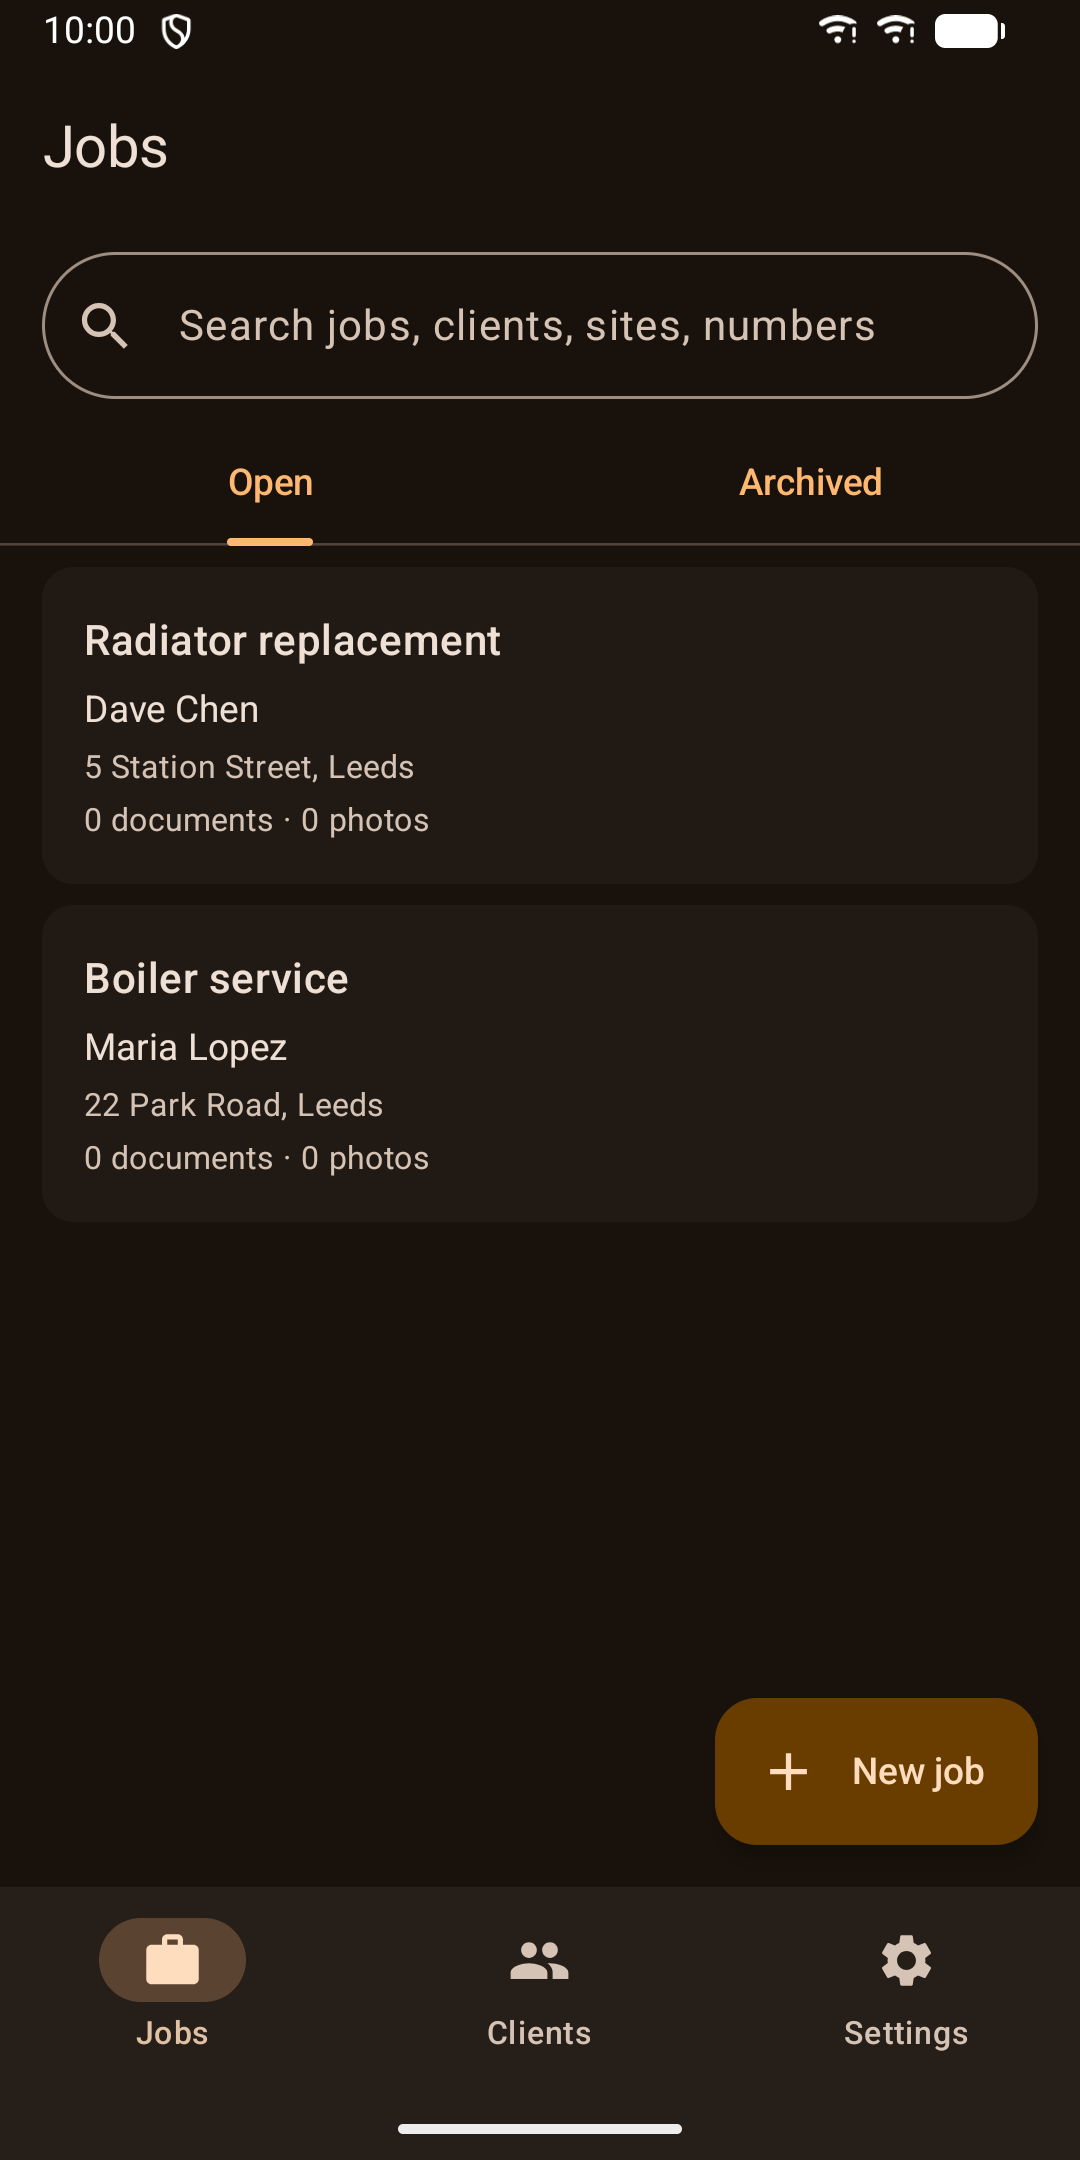 10:00
Jobs
Search jobs, clients, sites, numbers
Open
Archived
Radiator replacement
Dave Chen
5 Station Street, Leeds
0 documents · 0 photos
Boiler service
Maria Lopez
22 Park Road, Leeds
0 documents · 0 photos
New job
Jobs
Clients
Settings